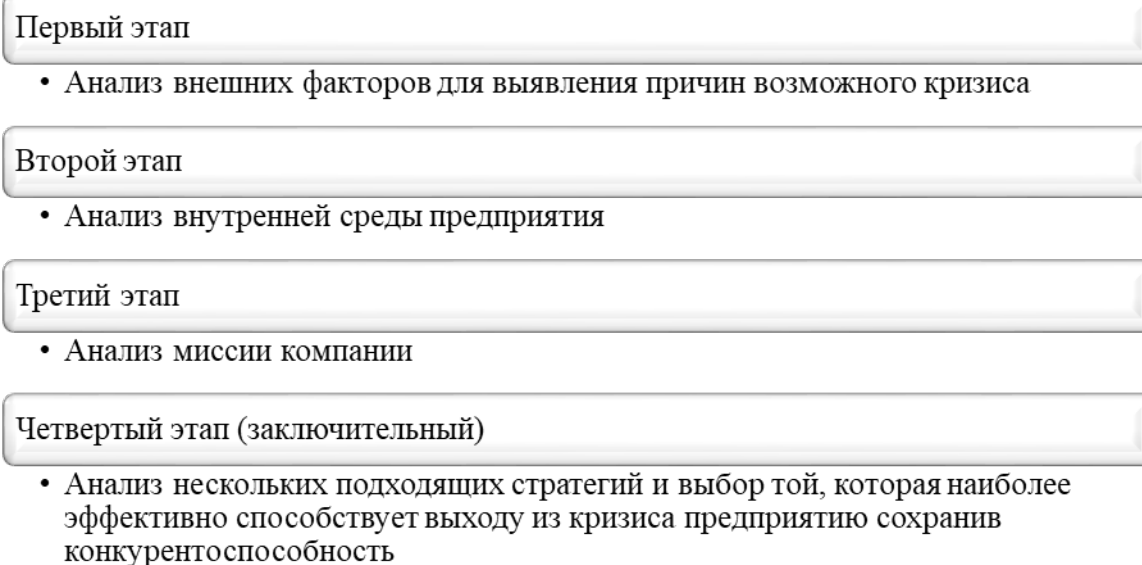 Первый этап
• Анализ внешних факторов для выявления причин возможного кризиса
Второй этап
• Анализ внутренней среды предприятия
Третий этап
• Анализ миссии компании
Четвертый этап (заключительный)
• Анализ нескольких подходящих стратегий и выбор той, которая наиболее
эффективно способствует выходу из кризиса предприятию сохранив
конкурентоспособность